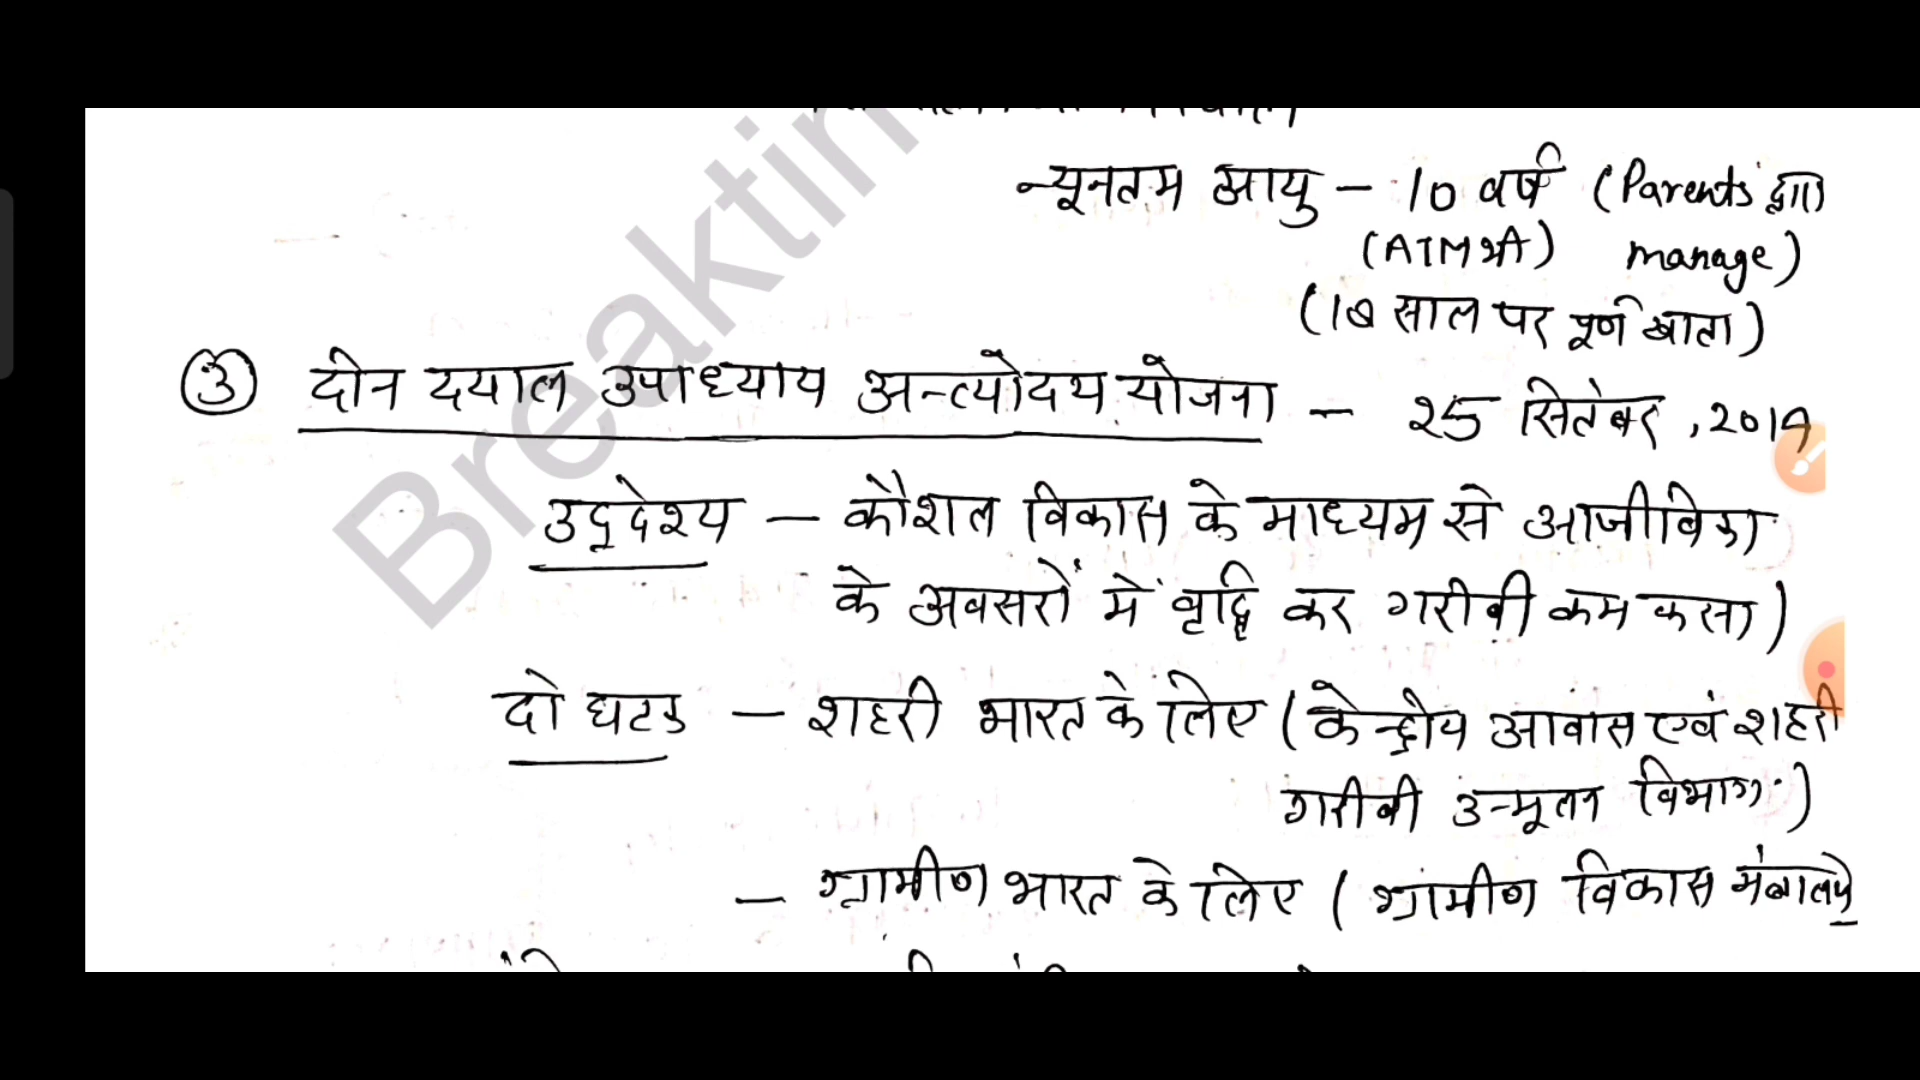 न्यूनतम आयु - 10 वर्ष (Parents द्वारा
(ATM भी) manage)
(18 साल पर पूर्ण खाता)
③ दीन दयाल उपाध्याय अन्त्योदय योजना - 25 सितंबर, 2014
उद्देश्य - कौशल विकास के माध्यम से आजीविका
के अवसरों में वृद्धि कर गरीबी कम करना)
दो घटक - शहरी भारत के लिए (केन्द्रीय आवास एवं शहरी
गरीबी उन्मूलन विभाग)
- ग्रामीण भारत के लिए (ग्रामीण विकास मंत्रालय)
Breaktin